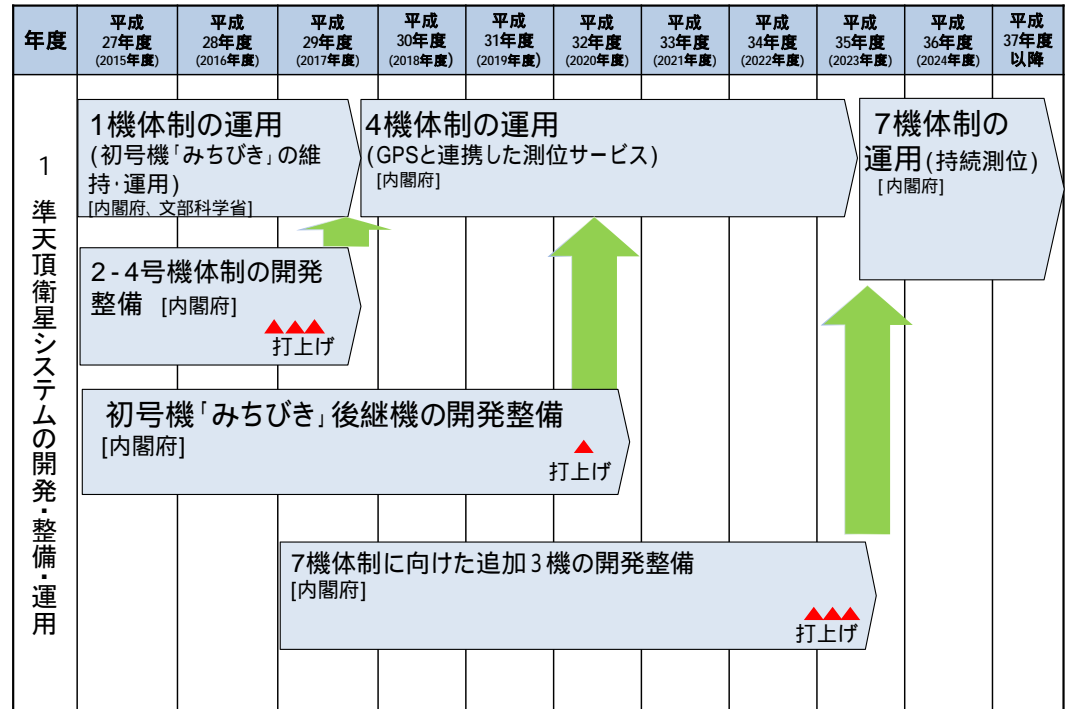 年度
平成
27年度
(2015年度)
平成
28年度
(2016年度)
平成
29年度
(2017年度)
平成
30年度
(2018年度)
平成
31年度
(2019年度)
平成
32年度
(2020年度)
平成
33年度
(2021年度)
平成
34年度
(2022年度)
平成
35年度
(2023年度)
平成
36年度
(2024年度)
平成
37年度
以降
1 準天頂衛星システムの開発・整備・運用
1機体制の運用
(初号機「みちびき」の維
持・運用)
[内閣府、文部科学省]
4機体制の運用
(GPSと連携した測位サービス)
[内閣府]
7機体制の
運用(持続測位)
[内閣府]
2-4号機体制の開発
整備 [内閣府]
打上げ
初号機「みちびき」後継機の開発整備
[内閣府]
打上げ
7機体制に向けた追加3機の開発整備
[内閣府]
打上げ